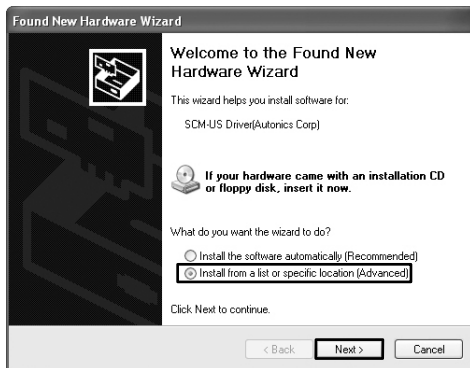 Found New Hardware Wizard
Welcome to the Found New
Hardware Wizard
This wizard helps you install software for:
SCM-US Driver(Autonics Corp)
If your hardware came with an installation CD
or floppy disk, insert it now.
What do you want the wizard to do?
Install the software automatically (Recommended)
Install from a list or specific location (Advanced)
Click Next to continue.
< Back
Next >
Cancel